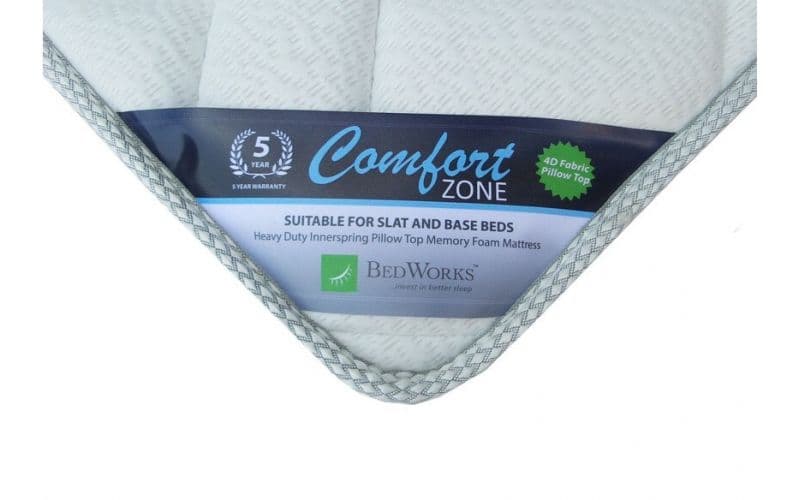 5
YEAR
5 YEAR WARRANTY
Comfort
ZONE
4D Fabric
Pillow Top
SUITABLE FOR SLAT AND BASE BEDS
Heavy Duty Innerspring Pillow Top Memory Foam Mattress
BEDWORKS™
invest in better sleep